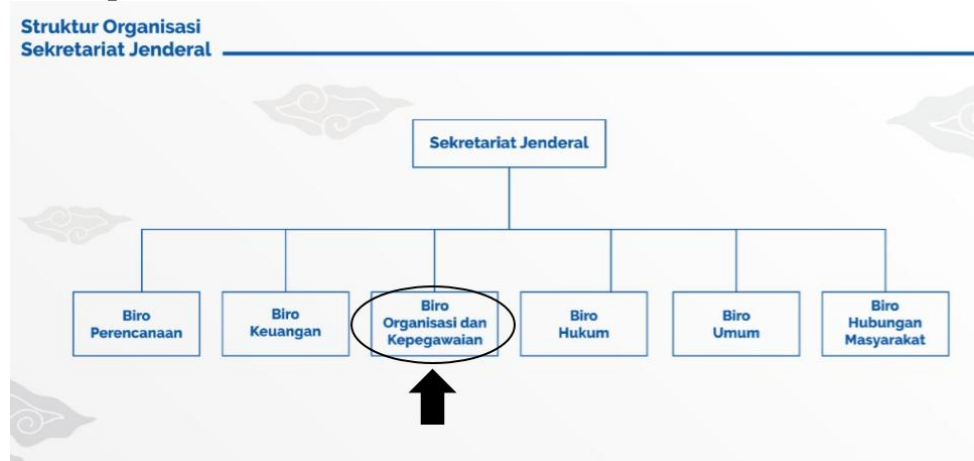 Struktur Organisasi
Sekretariat Jenderal
Sekretariat Jenderal
Biro
Perencanaan
Biro
Keuangan
Biro
Organisasi dan
Kepegawaian
Biro
Hukum
Biro
Umum
Biro
Hubungan
Masyarakat